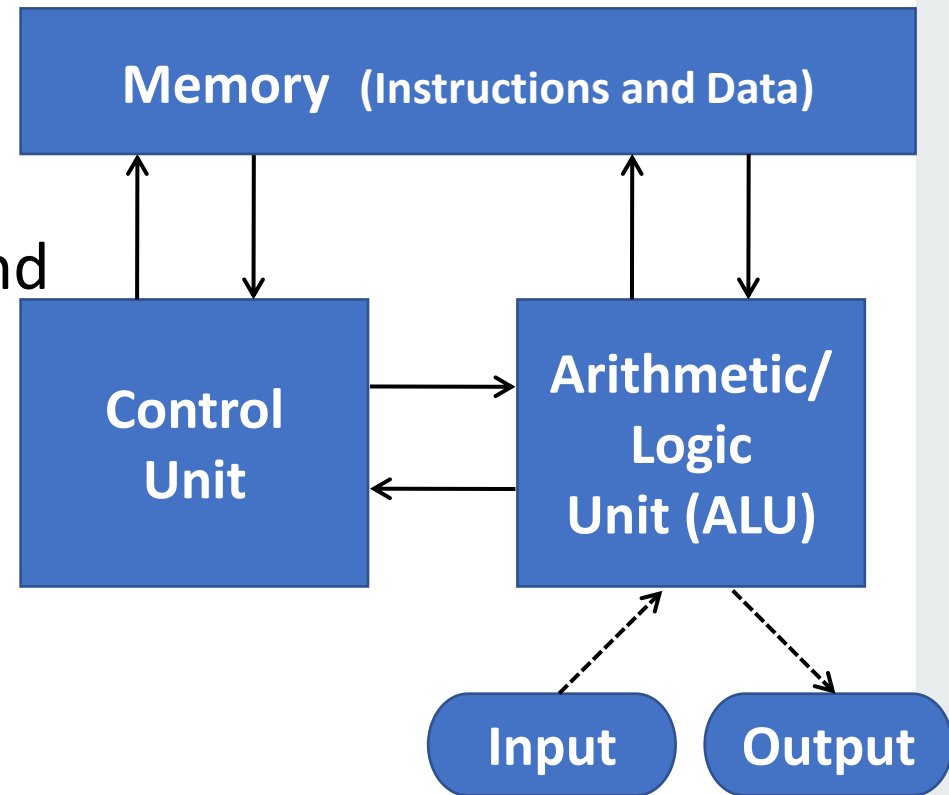 Memory (Instructions and Data)
nd
Control
Unit
Arithmetic/
Logic
Unit (ALU)
Input
Output